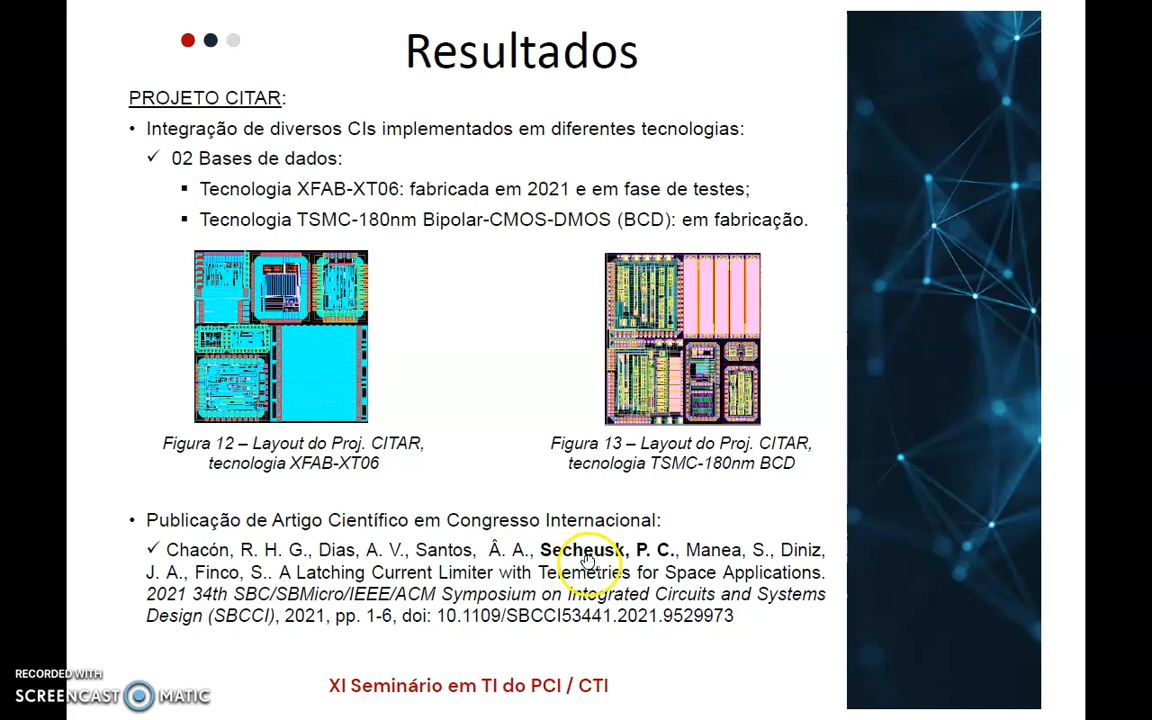 Resultados
PROJETO CITAR:
• Integração de diversos CIs implementados em diferentes tecnologias:
✓ 02 Bases de dados:
▪ Tecnologia XFAB-XT06: fabricada em 2021 e em fase de testes;
▪ Tecnologia TSMC-180nm Bipolar-CMOS-DMOS (BCD): em fabricação.
Figura 12 – Layout do Proj. CITAR,
tecnologia XFAB-XT06
Figura 13 – Layout do Proj. CITAR,
tecnologia TSMC-180nm BCD
• Publicação de Artigo Científico em Congresso Internacional:
✓ Chacón, R. H. G., Dias, A. V., Santos, Â. A., Secheusk, P. C., Manea, S., Diniz,
J. A., Finco, S.. A Latching Current Limiter with Telemetries for Space Applications.
2021 34th SBC/SBMicro/IEEE/ACM Symposium on Integrated Circuits and Systems
Design (SBCCI), 2021, pp. 1-6, doi: 10.1109/SBCCI53441.2021.9529973
RECORDED WITH
SCREENCAST MATIC
XI Seminário em TI do PCI / CTI